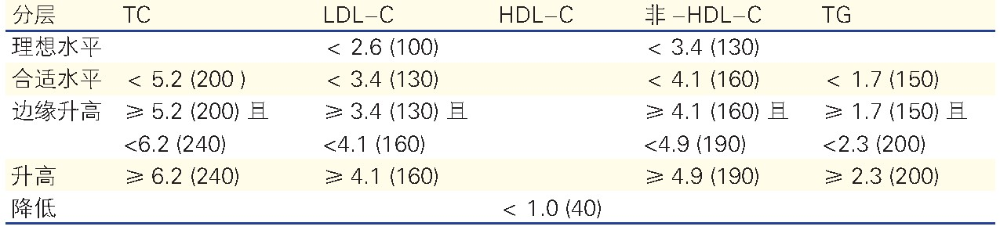 分层 TC LDL-C HDL-C 非-HDL-C TG
理想水平 < 2.6 (100) < 3.4 (130)
合适水平 < 5.2 (200 ) < 3.4 (130) < 4.1 (160) < 1.7 (150)
边缘升高 ≥ 5.2 (200) 且 ≥ 3.4 (130) 且 ≥ 4.1 (160) 且 ≥ 1.7 (150) 且
<6.2 (240) <4.1 (160) <4.9 (190) <2.3 (200)
升高 ≥ 6.2 (240) ≥ 4.1 (160) ≥ 4.9 (190) ≥ 2.3 (200)
降低 < 1.0 (40)